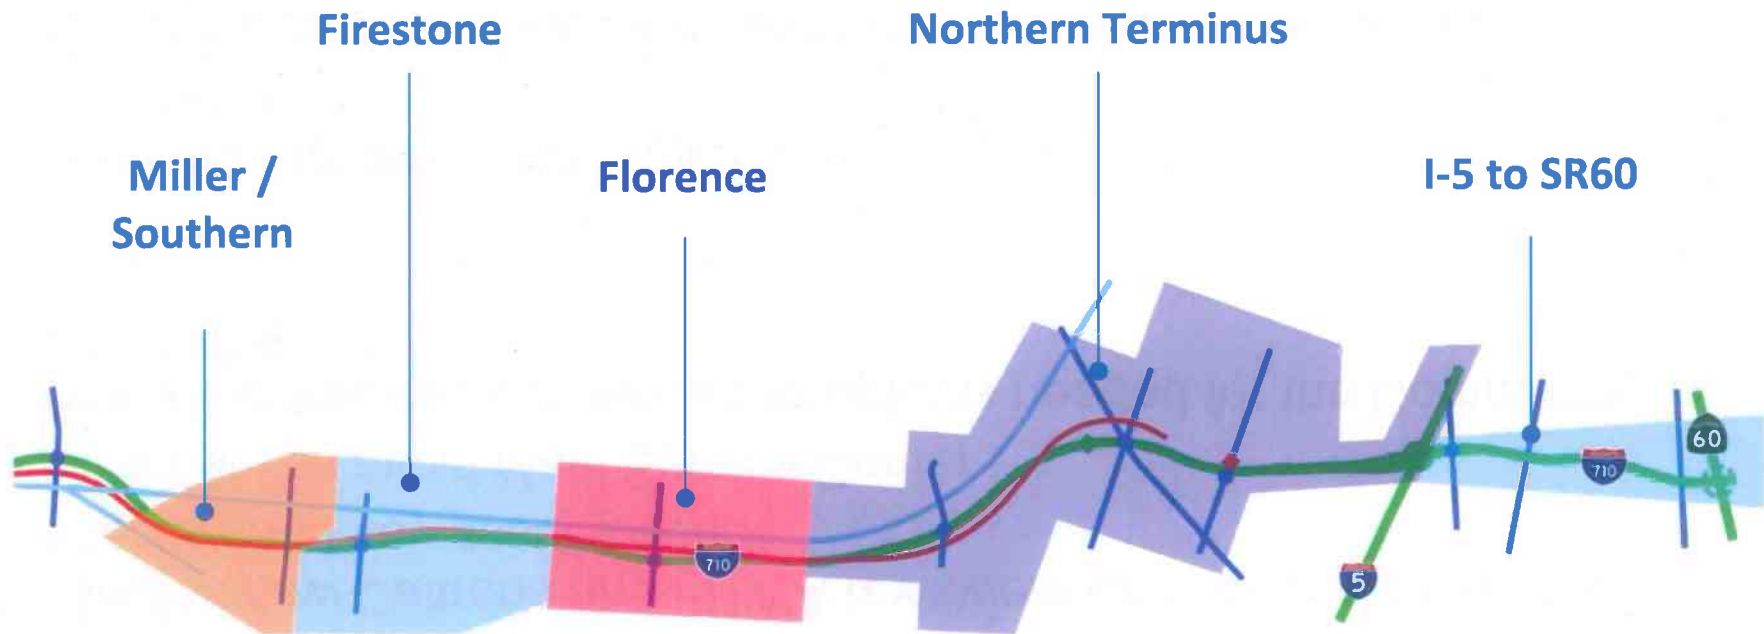 Firestone
Northern Terminus
Miller /
Southern
Florence
I-5 to SR60
60
710
710
5